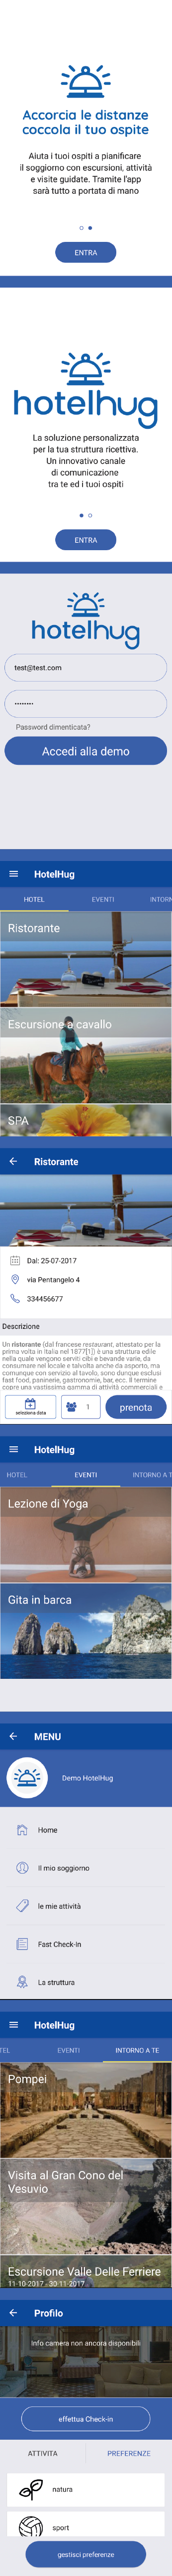 Accorcia le distanze
coccola il tuo ospite
Aiuta i tuoi ospiti a planificare
il soggiorno con escursioni, attività
e visite guidate. Tramite l'app
sarà tutto a portata di mano
ENTRA
hotelhug
La soluzione personalizzata
per la tua struttura ricettiva.
Un innovativo canale
di comunicazione
tra te ed i tuoi ospiti
ENTRA
hotelhug
test@test.com
Password dimenticata?
Accedi alla demo
HotelHug
HOTEL EVENTI INTORN
Ristorante
Escursione a cavallo
SPA
Ristorante
Dal: 25-07-2017
via Pentangelo 4
334456677
Descrizione
Un ristorante (dal francese restaurant, attestato per la
prima volta in italia nel 1877[1]) è una struttura edile
nella quale vengono serviti cibi e bevande varie, da
consumare nel locale e talvolta anche da asporto, ma
comunque con servizio al tavolo, sono dunque esclusi
fast food, paninerie, gastronomie, bar, ecc. Il termine
copre comunque una gamma di esercizi commerciali e
seleziona data
1
prenota
HotelHug
HOTEL EVENTI INTORNO A T
Lezione di Yoga
Gita in barca
MENU
Demo HotelHug
Home
Il mio soggiorno
le mie attività
Fast Check-In
La struttura
HotelHug
TEL EVENTI INTORNO A TE
Pompei
Visita al Gran Cono del
Vesuvio
Escursione Valle Delle Ferriere
11-10-2017 - 30-11-2017
Profilo
info camera non ancora disponibili
effettua Check-in
ATTIVITA PREFERENZE
natura
sport
gestisci preferenze